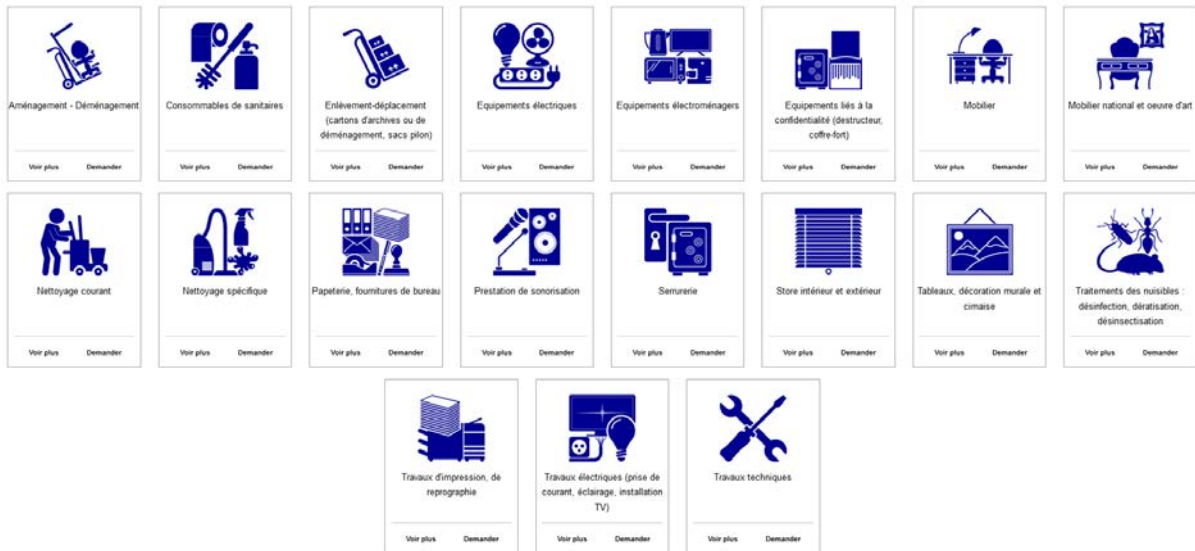 Aménagement - Déménagement
Voir plus Demander
Consommables de sanitaires
Voir plus Demander
Enlèvement-déplacement
(cartons d'archives ou de
déménagement, sacs pilon)
Voir plus Demander
Equipements électriques
Voir plus Demander
Equipements électroménagers
Voir plus Demander
Equipements liés à la
confidentialité (destructeur,
coffre-fort)
Voir plus Demander
Mobilier
Voir plus Demander
Mobilier national et oeuvre d'art
Voir plus Demander
Nettoyage courant
Voir plus Demander
Nettoyage spécifique
Voir plus Demander
Papeterie, fournitures de bureau
Voir plus Demander
Prestation de sonorisation
Voir plus Demander
Serrurerie
Voir plus Demander
Store intérieur et extérieur
Voir plus Demander
Tableaux, décoration murale et
cimaise
Voir plus Demander
Traitements des nuisibles :
désinfection, dératisation,
désinsectisation
Voir plus Demander
Travaux d'impression, de
reprographie
Voir plus Demander
Travaux électriques (prise de
courant, éclairage, installation
TV)
Voir plus Demander
Travaux techniques
Voir plus Demander